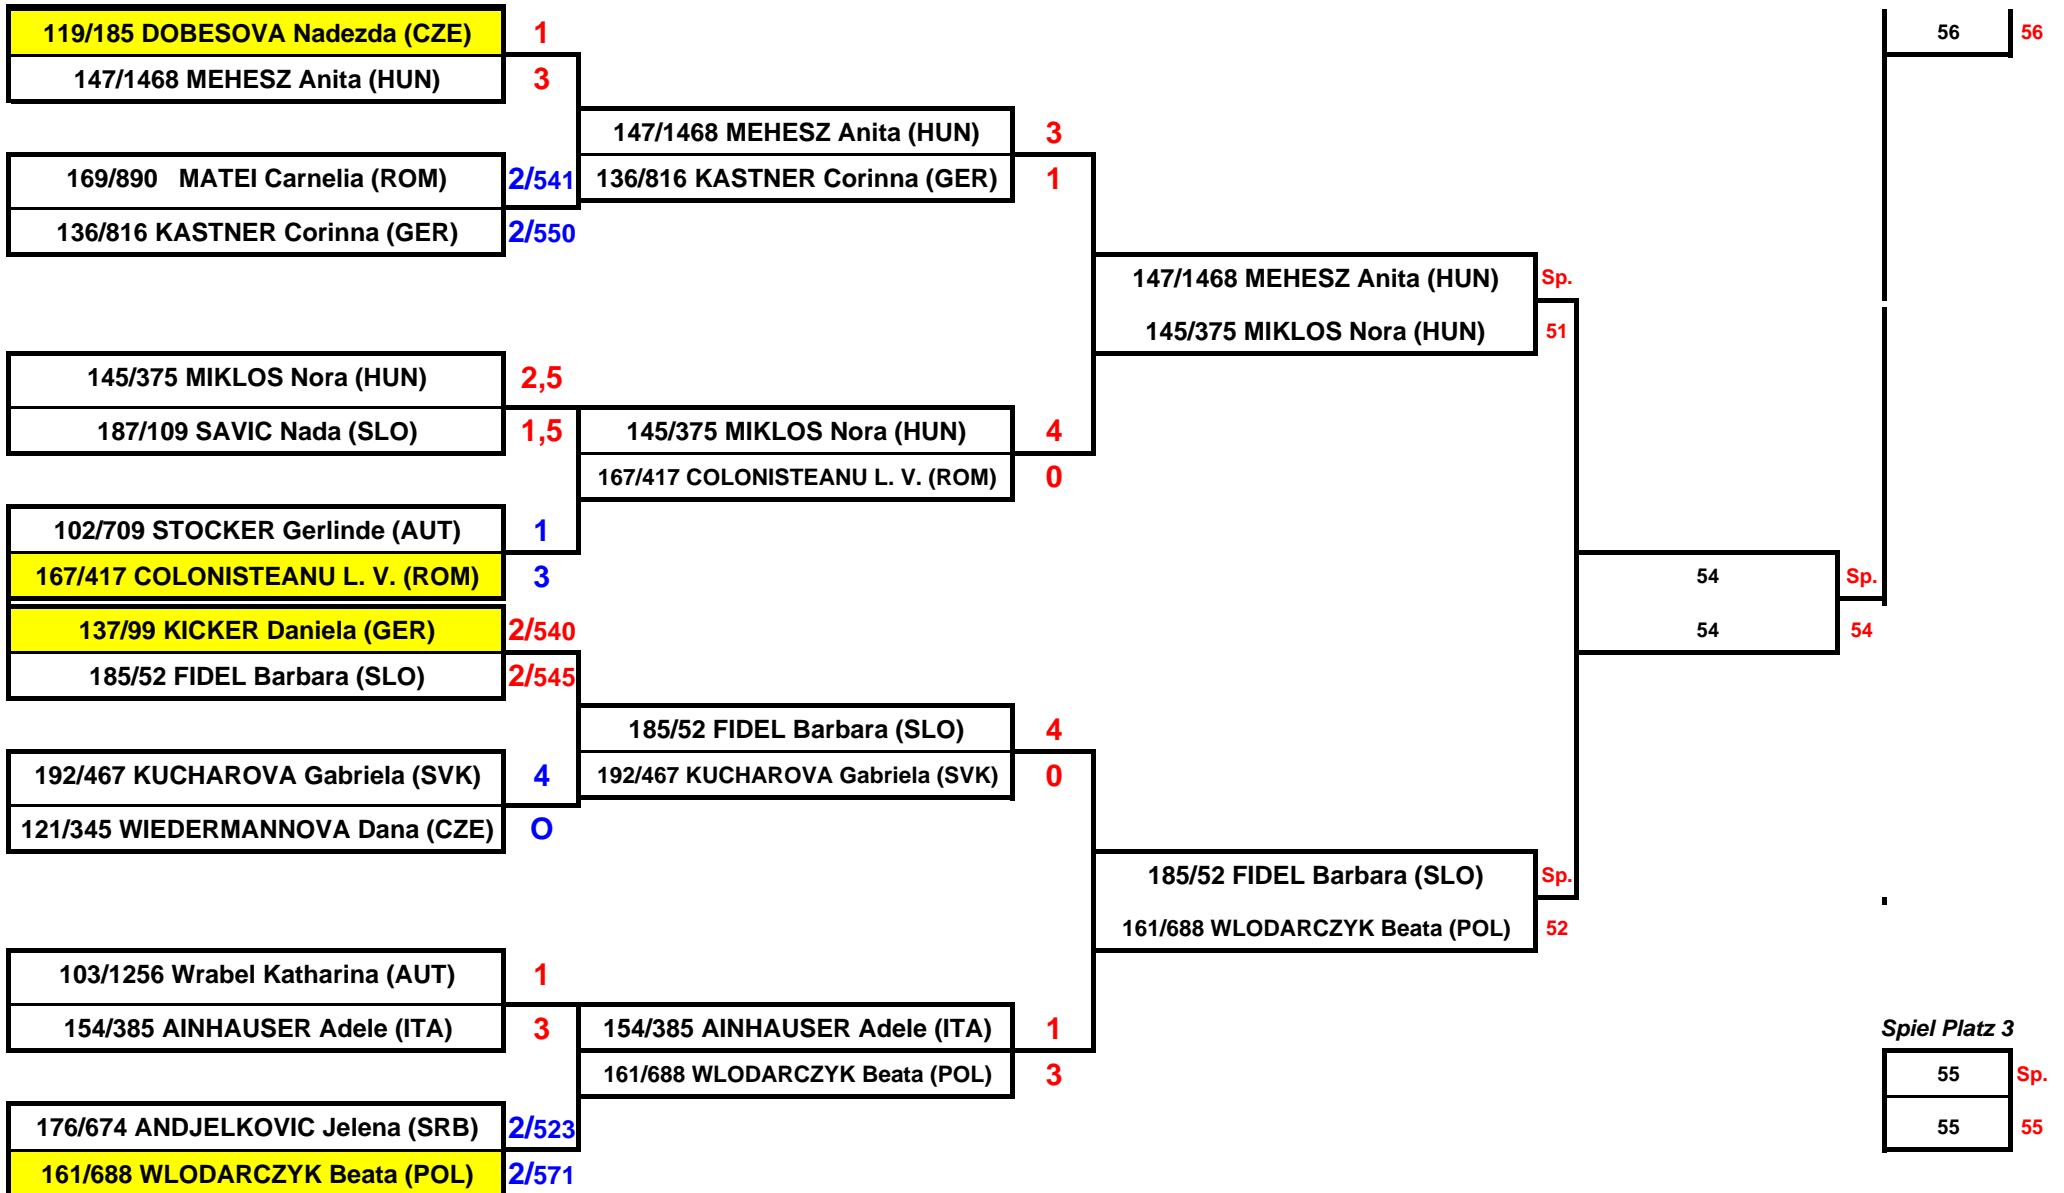 119/185 DOBESOVA Nadezda (CZE) 1
147/1468 MEHESZ Anita (HUN) 3
169/890 MATEI Carnelia (ROM) 2/541
136/816 KASTNER Corinna (GER) 2/550
145/375 MIKLOS Nora (HUN) 2,5
187/109 SAVIC Nada (SLO) 1,5
102/709 STOCKER Gerlinde (AUT) 1
167/417 COLONISTEANU L. V. (ROM) 3
137/99 KICKER Daniela (GER) 2/540
185/52 FIDEL Barbara (SLO) 2/545
192/467 KUCHAROVA Gabriela (SVK) 4
121/345 WIEDERMANNOVA Dana (CZE) O
103/1256 Wrabel Katharina (AUT) 1
154/385 AINHAUSER Adele (ITA) 3
176/674 ANDJELKOVIC Jelena (SRB) 2/523
161/688 WLODARCZYK Beata (POL) 2/571
147/1468 MEHESZ Anita (HUN) 3
136/816 KASTNER Corinna (GER) 1
145/375 MIKLOS Nora (HUN) 4
167/417 COLONISTEANU L. V. (ROM) 0
185/52 FIDEL Barbara (SLO) 4
192/467 KUCHAROVA Gabriela (SVK) 0
154/385 AINHAUSER Adele (ITA) 1
161/688 WLODARCZYK Beata (POL) 3
147/1468 MEHESZ Anita (HUN) Sp.
145/375 MIKLOS Nora (HUN) 51
185/52 FIDEL Barbara (SLO) Sp.
161/688 WLODARCZYK Beata (POL) 52
54 Sp.
54 54
56 56
Spiel Platz 3
55 Sp.
55 55